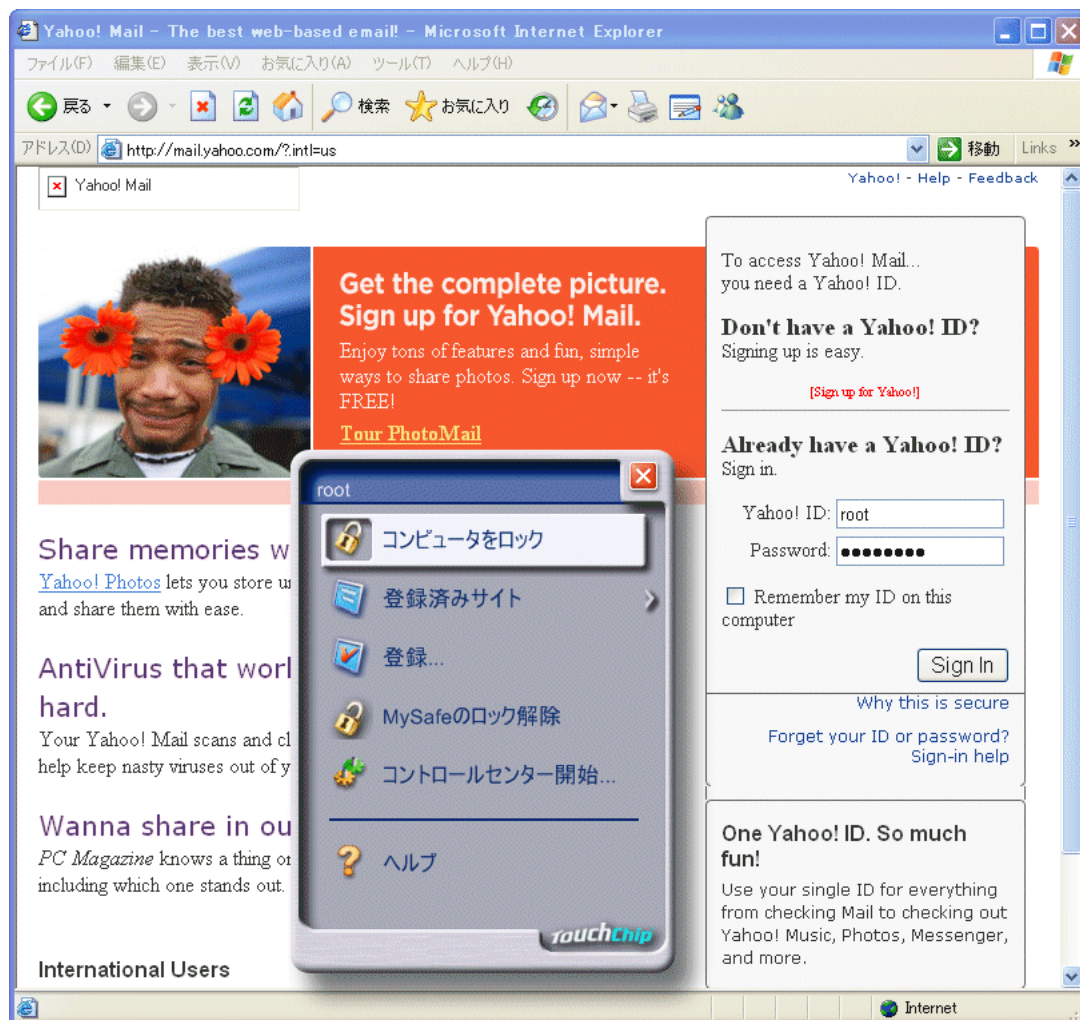 Yahoo! Mail - The best web-based email! - Microsoft Internet Explorer
ファイル(F) 編集(E) 表示(V) お気に入り(A) ツール(T) ヘルプ(H)
戻る 検索 お気に入り
アドレス(D) http://mail.yahoo.com/?.intl=us 移動 Links »
Yahoo! Mail
Yahoo! - Help - Feedback
Get the complete picture.
Sign up for Yahoo! Mail.
Enjoy tons of features and fun, simple
ways to share photos. Sign up now -- it's
FREE!
Tour PhotoMail
To access Yahoo! Mail...
you need a Yahoo! ID.
Don't have a Yahoo! ID?
Signing up is easy.
[Sign up for Yahoo!]
Already have a Yahoo! ID?
Sign in.
Yahoo! ID: root
Password: ●●●●●●●●
Remember my ID on this
computer
Sign In
Why this is secure
Forget your ID or password?
Sign-in help
One Yahoo! ID. So much
fun!
Use your single ID for everything
from checking Mail to checking out
Yahoo! Music, Photos, Messenger,
and more.
Share memories w
Yahoo! Photos lets you store
and share them with ease.
AntiVirus that worl
hard.
Your Yahoo! Mail scans and cl
help keep nasty viruses out of y
Wanna share in ou
PC Magazine knows a thing or
including which one stands out.
International Users
root
コンピュータをロック
登録済みサイト
登録...
MySafeのロック解除
コントロールセンター開始...
ヘルプ
TouchChip
Internet